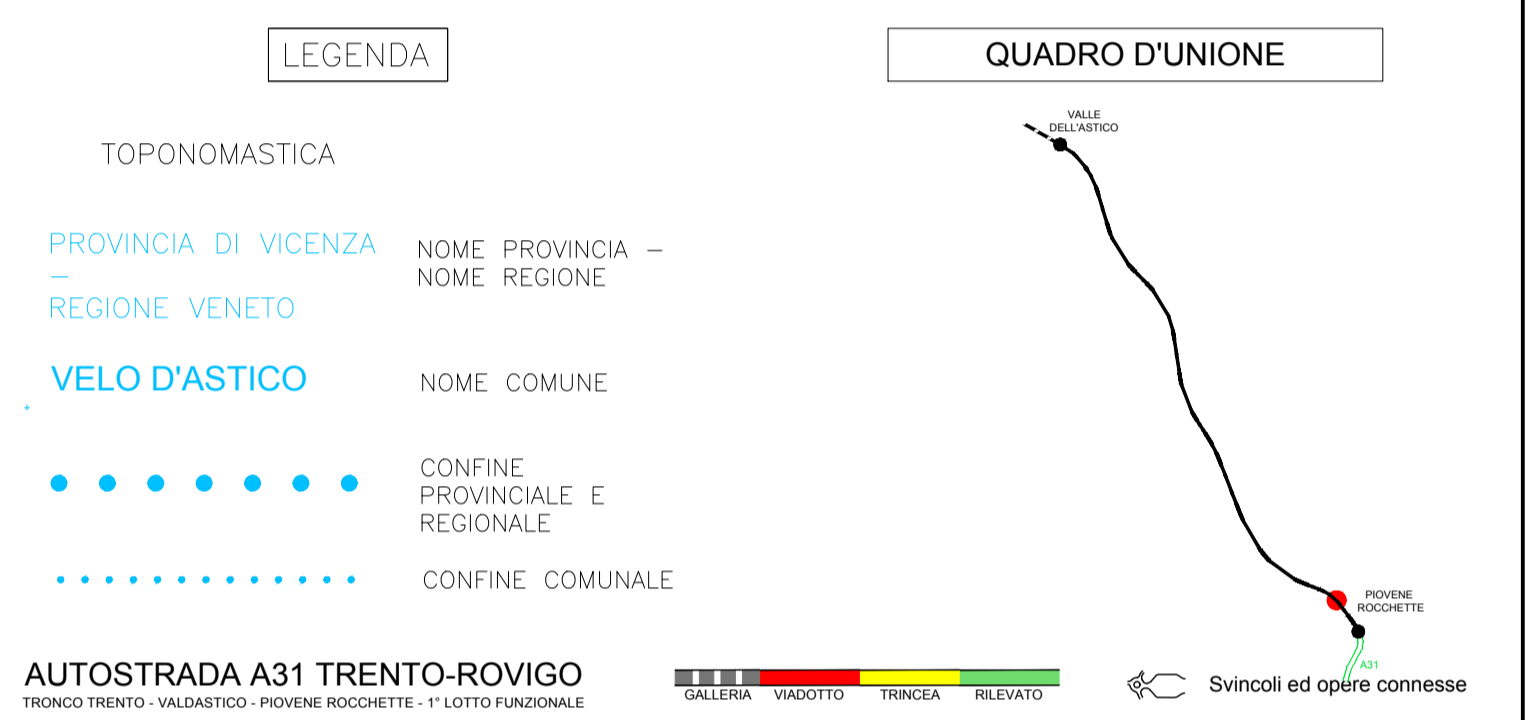 LEGENDA
TOPONOMASTICA
PROVINCIA DI VICENZA
–
REGIONE VENETO
NOME PROVINCIA –
NOME REGIONE
VELO D'ASTICO
NOME COMUNE
CONFINE
PROVINCIALE E
REGIONALE
CONFINE COMUNALE
AUTOSTRADA A31 TRENTO-ROVIGO
TRONCO TRENTO - VALDASTICO - PIOVENE ROCCHETTE - 1° LOTTO FUNZIONALE
GALLERIA
VIADOTTO
TRINCEA
RILEVATO
QUADRO D'UNIONE
VALLE
DELL'ASTICO
PIOVENE
ROCCHETTE
A31
Svincoli ed opere connesse